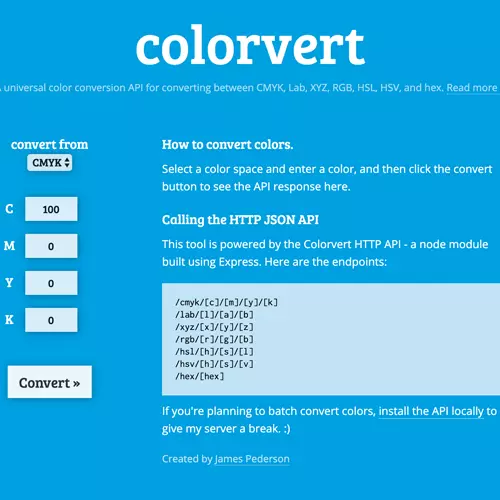 colorvert
A universal color conversion API for converting between CMYK, Lab, XYZ, RGB, HSL, HSV, and hex. Read more
convert from
CMYK
C 100
M 0
Y 0
K 0
Convert »
How to convert colors.
Select a color space and enter a color, and then click the convert
button to see the API response here.
Calling the HTTP JSON API
This tool is powered by the Colorvert HTTP API - a node module
built using Express. Here are the endpoints:
/cmyk/[c]/[m]/[y]/[k]
/lab/[l]/[a]/[b]
/xyz/[x]/[y]/[z]
/rgb/[r]/[g]/[b]
/hsl/[h]/[s]/[l]
/hsv/[h]/[s]/[v]
/hex/[hex]
If you're planning to batch convert colors, install the API locally to
give my server a break. :)
Created by James Pederson